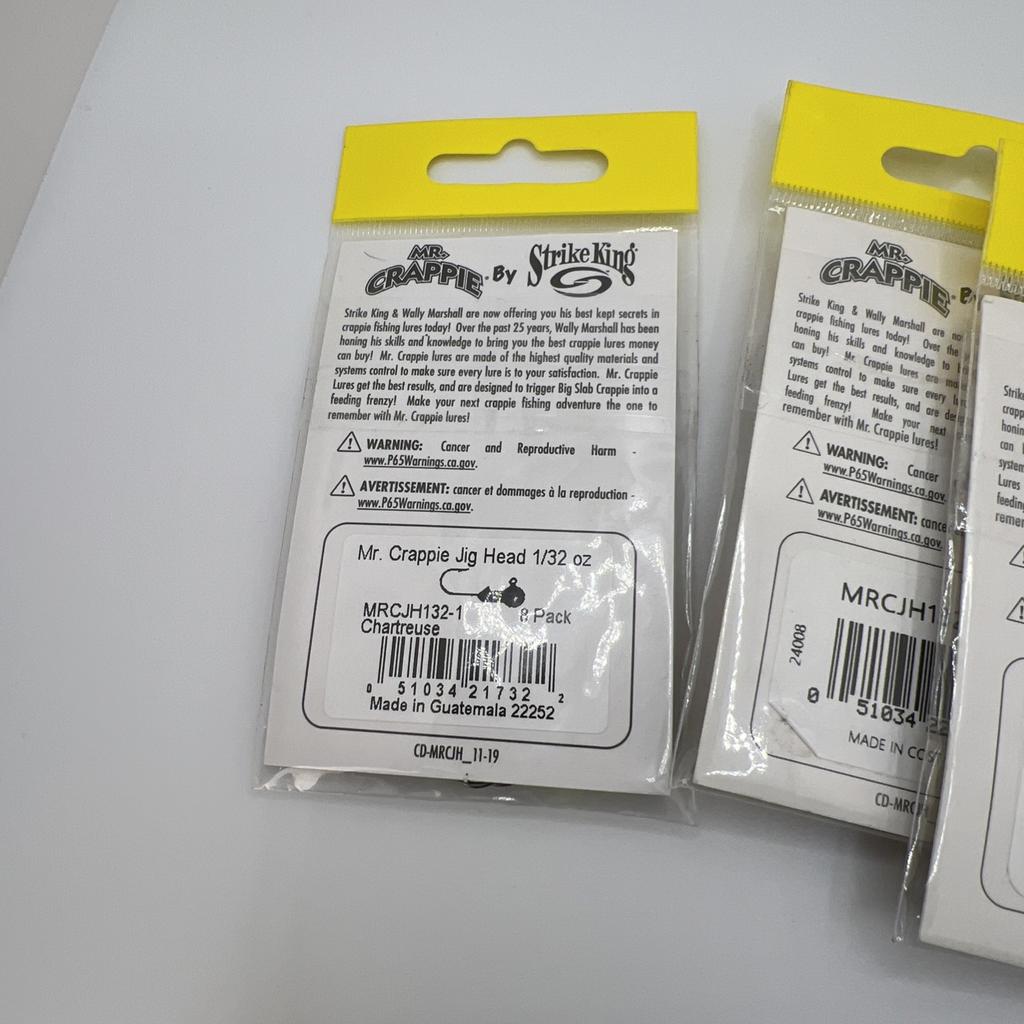 MR. CRAPPIE® By Strike King®
Strike King & Wally Marshall are now offering you his best kept secrets in
crappie fishing lures today! Over the past 25 years, Wally Marshall has been
honing his skills and knowledge to bring you the best crappie lures money
can buy! Mr. Crappie lures are made of the highest quality materials and
systems control to make sure every lure is to your satisfaction. Mr. Crappie
Lures get the best results, and are designed to trigger Big Slab Crappie into a
feeding frenzy! Make your next crappie fishing adventure the one to
remember with Mr. Crappie lures!
WARNING: Cancer and Reproductive Harm -
www.P65Warnings.ca.gov.
AVERTISSEMENT: cancer et dommages à la reproduction -
www.P65Warnings.ca.gov.
Mr. Crappie Jig Head 1/32 oz
MRCJH132-1 8 Pack
Chartreuse
0 51034 21732 2
Made in Guatemala 22252
CD-MRCJH_11-19
MR. CRAPPIE®
Strike King & Wally Marshall are
crappie fishing lures today! Over the
honing his skills and knowledge to
can buy! Mr. Crappie lures are
systems control to make sure every
Lures get the best results, and are
feeding frenzy! Make your next
remember with Mr. Crappie lures!
WARNING: Cancer
www.P65Warnings.ca.gov.
AVERTISSEMENT:
www.P65Warnings.ca.gov.
MRCJH1
24008
0 51034
MADE IN
Lures